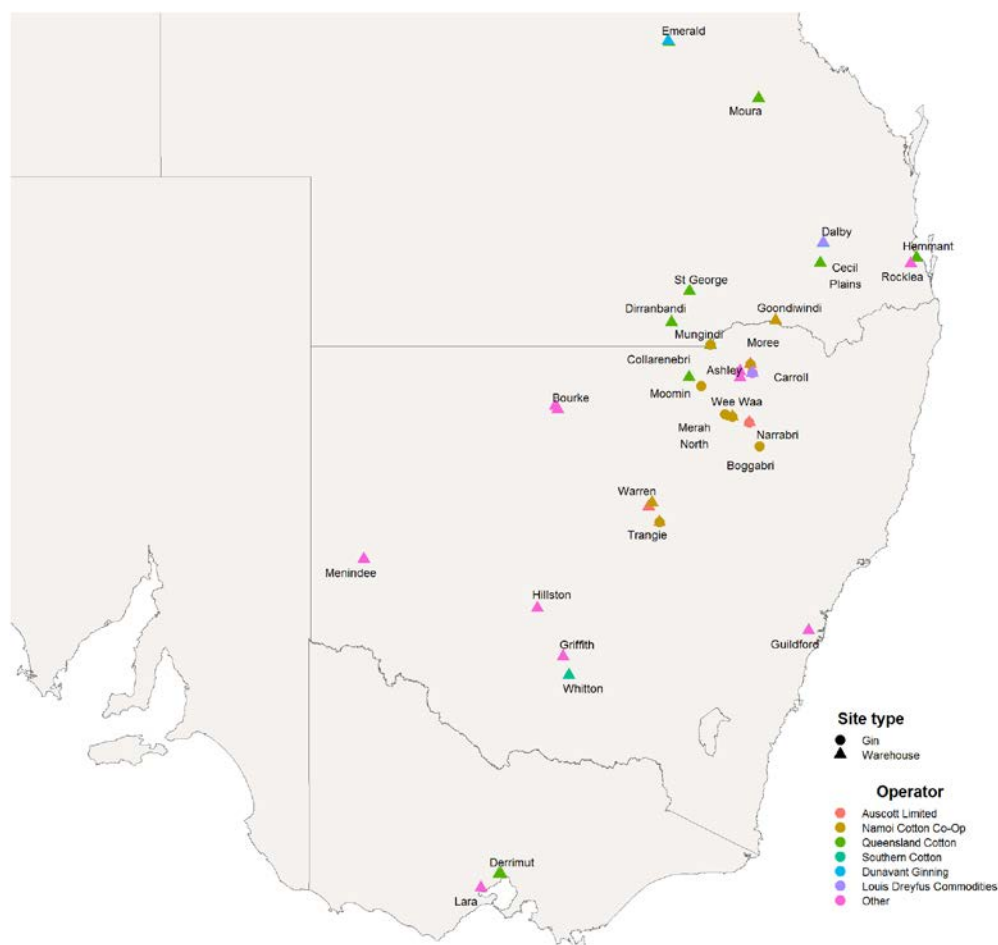 Emerald
Moura
Dalby
Hemmant
Cecil
Plains
Rocklea
St George
Dirranbandi
Goondiwindi
Mungindi
Moree
Collarenebri
Ashley
Carroll
Moomin
Bourke
Wee Waa
Merah
North
Narrabri
Boggabri
Warren
Trangie
Menindee
Hillston
Griffith
Guildford
Whitton
Site type
Gin
Warehouse
Operator
Auscott Limited
Namoi Cotton Co-Op
Queensland Cotton
Southern Cotton
Dunavant Ginning
Louis Dreyfus Commodities
Other
Derrimut
Lara